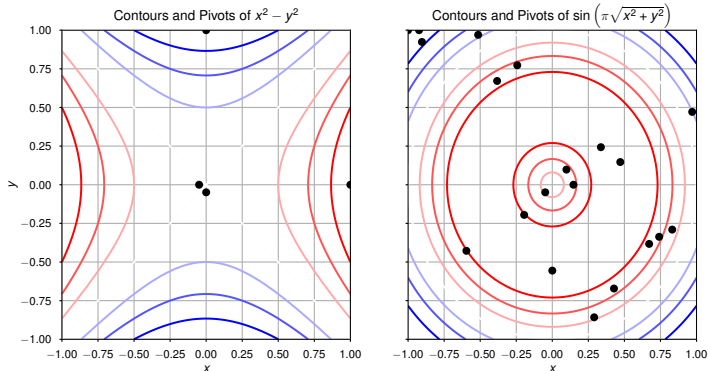 Contours and Pivots of x² − y²
1.00
0.75
0.50
0.25
0.00
−0.25
−0.50
−0.75
−1.00
y
−1.00 −0.75 −0.50 −0.25 0.00 0.25 0.50 0.75 1.00
x
Contours and Pivots of sin (π√(x² + y²))
−1.00 −0.75 −0.50 −0.25 0.00 0.25 0.50 0.75 1.00
x